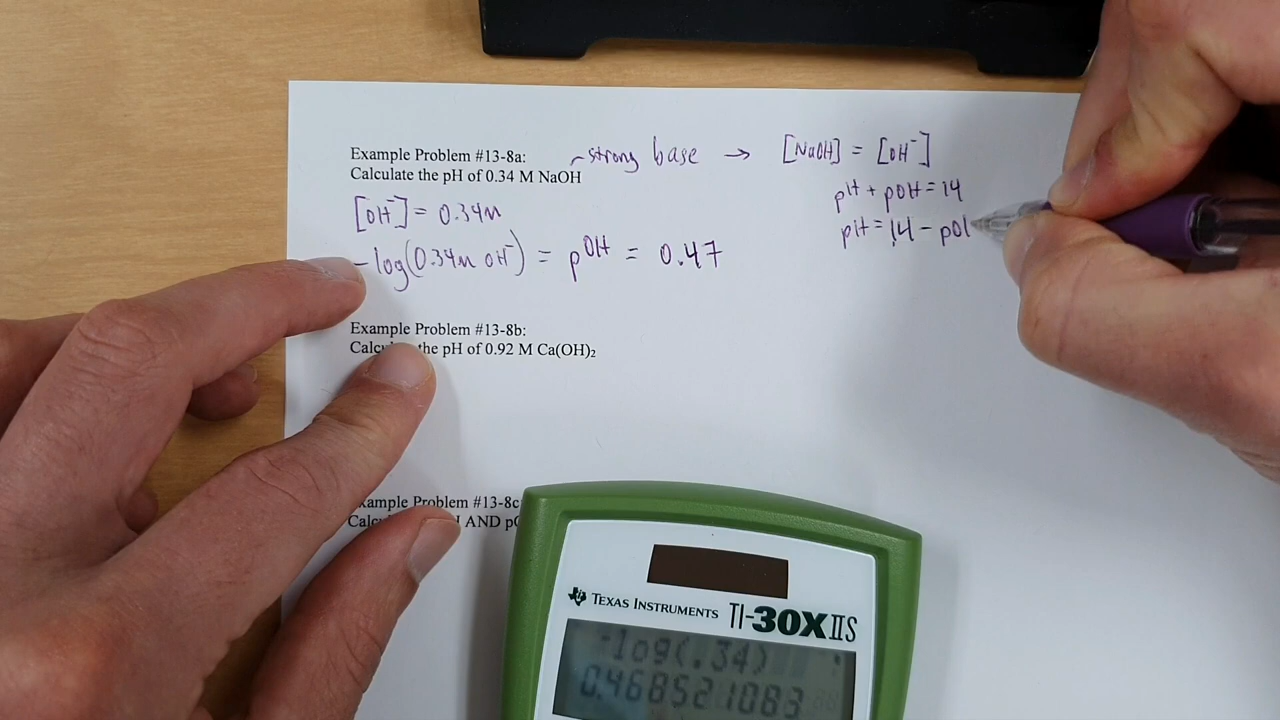 Example Problem #13-8a:
strong base → [NaOH] = [OH⁻]
Calculate the pH of 0.34 M NaOH
pH + pOH = 14
[OH⁻] = 0.34M
pH = 14 - pO
-log(0.34M OH⁻) = pOH = 0.47
Example Problem #13-8b:
the pH of 0.92 M Ca(OH)₂
Problem #13-8c
AND
TEXAS INSTRUMENTS TI-30X IIS
-log(.34)
0.468521083